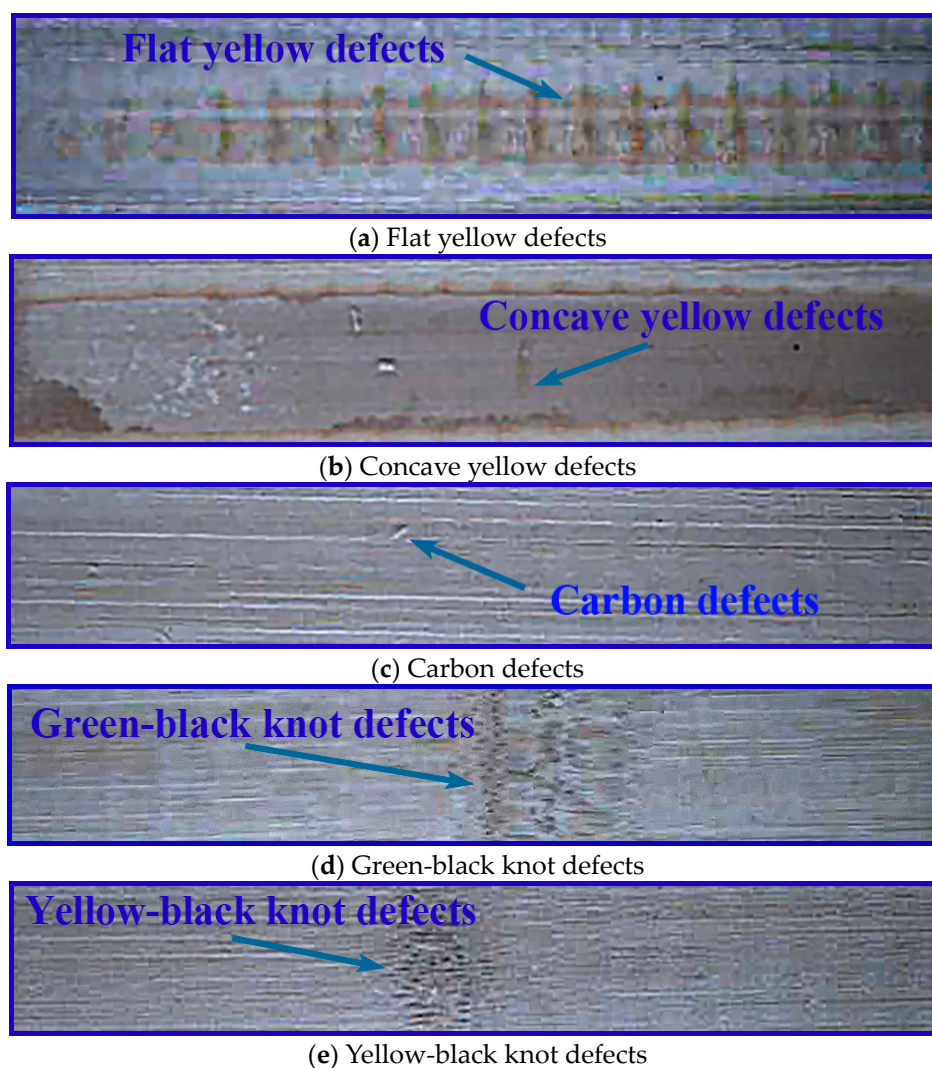 Flat yellow defects
(a) Flat yellow defects
Concave yellow defects
(b) Concave yellow defects
Carbon defects
(c) Carbon defects
Green-black knot defects
(d) Green-black knot defects
Yellow-black knot defects
(e) Yellow-black knot defects